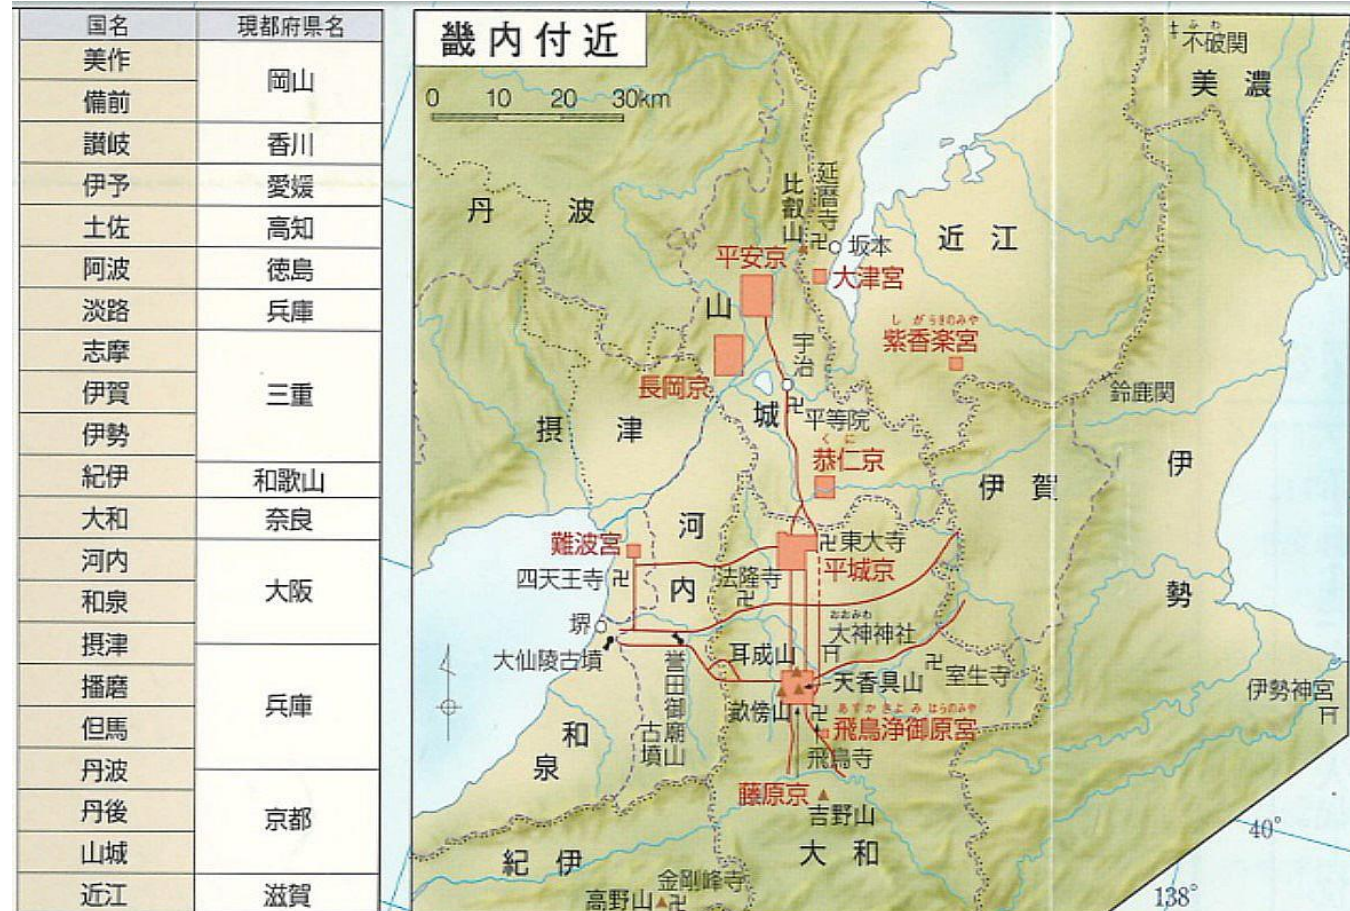 国名 現都府県名
美作 岡山
備前
讃岐 香川
伊予 愛媛
土佐 高知
阿波 徳島
淡路 兵庫
志摩 三重
伊賀
伊勢
紀伊 和歌山
大和 奈良
河内 大阪
和泉
摂津
播磨 兵庫
但馬
丹波
丹後 京都
山城
近江 滋賀
畿内付近
0 10 20 30km
みわ
不破関
美濃
丹波
比叡山
延暦寺
坂本
近江
平安京
大津宮
山城
しがらきのみや
紫香楽宮
長岡京
宇治
鈴鹿関
平等院
摂津
くに
恭仁京
伊賀
伊勢
河内
難波宮
東大寺
平城京
四天王寺
法隆寺
堺
おおみわ
大神神社
大仙陵古墳
誉田御廟山古墳
耳成山
天香具山
室生寺
伊勢神宮
畝傍山
あすかきよみはらのみや
飛鳥浄御原宮
飛鳥寺
和泉
藤原京
吉野山
大和
紀伊
金剛峰寺
高野山
40°
138°